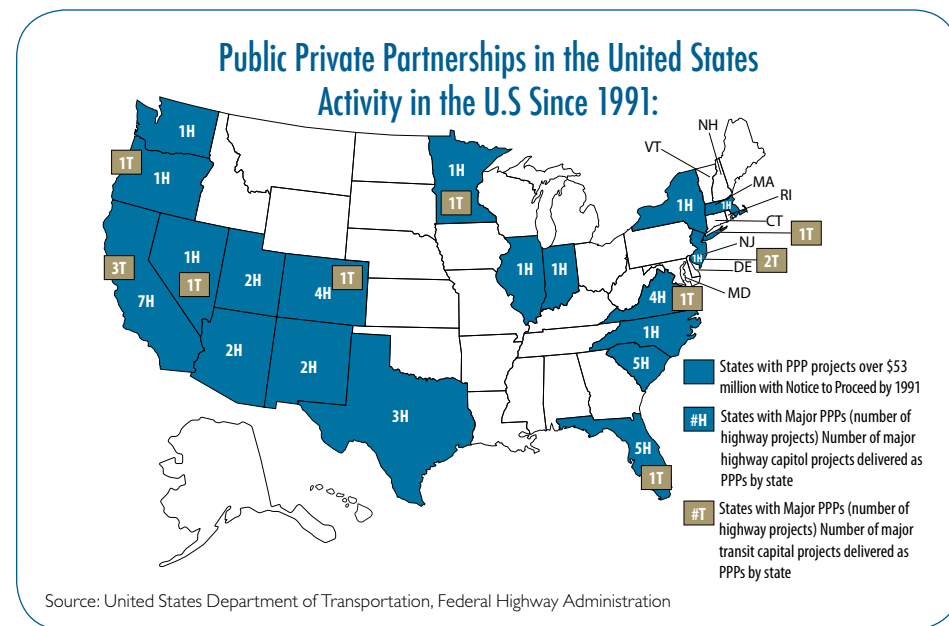 Public Private Partnerships in the United States
Activity in the U.S Since 1991:
NH
VT
1H
1T
1H
1H
1T
MA
RI
1H
1H
CT
1T
NJ
1H
2T
DE
MD
3T
7H
1H
1T
2H
1T
4H
1H
1H
4H
1T
1H
2H
2H
5H
3H
5H
1T
States with PPP projects over $53
million with Notice to Proceed by 1991
#H
States with Major PPPs (number of
highway projects) Number of major
highway capitol projects delivered as
PPPs by state
#T
States with Major PPPs (number of
highway projects) Number of major
transit capital projects delivered as
PPPs by state
Source: United States Department of Transportation, Federal Highway Administration